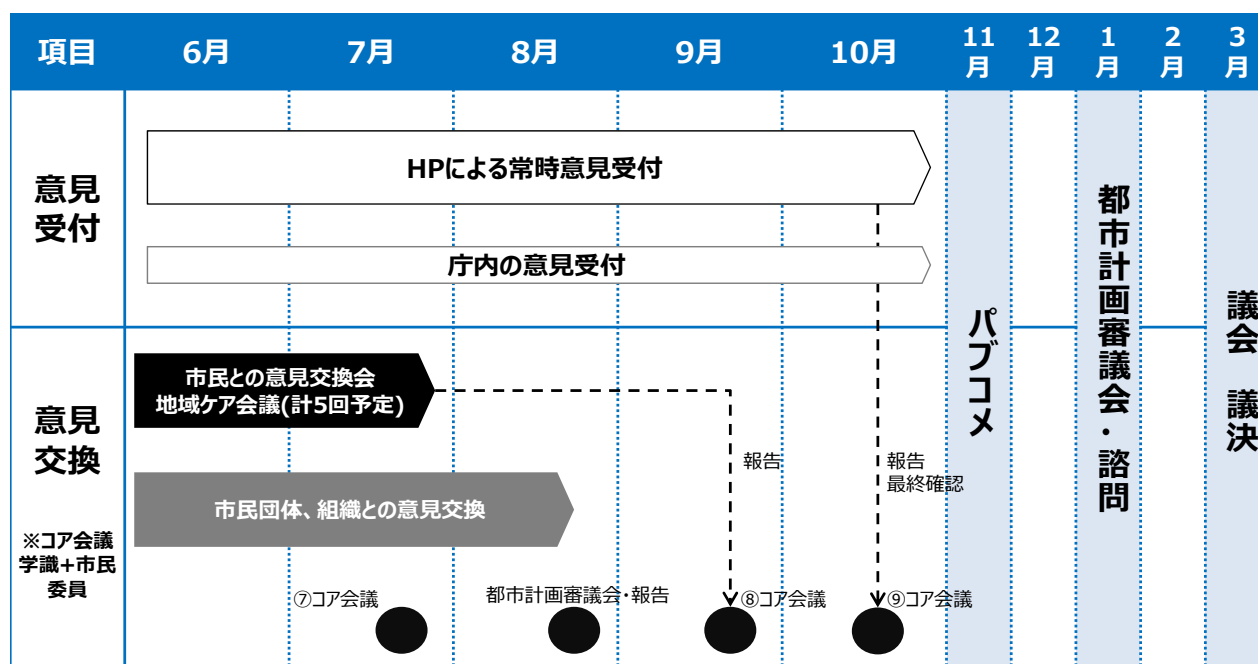 項目
6月
7月
8月
9月
10月
11
月
12
月
1
月
2
月
3
月
意見
受付
HPによる常時意見受付
庁内の意見受付
意見
交換
※コア会議
学識+市民
委員
市民との意見交換会
地域ケア会議(計5回予定)
市民団体、組織との意見交換
報告
報告
最終確認
⑦コア会議
都市計画審議会・報告
⑧コア会議
⑨コア会議
パブコメ
都市計画審議会・諮問
議会 議決